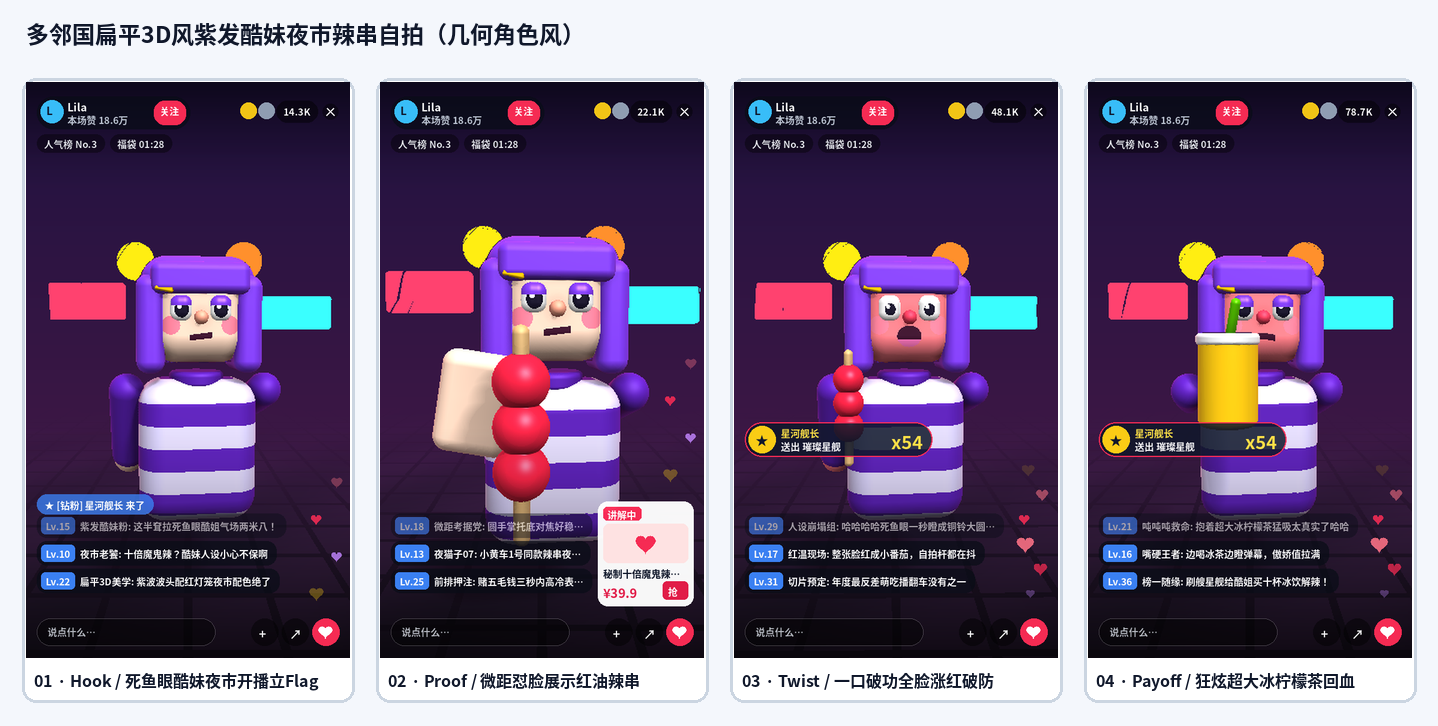 多邻国扁平3D风紫发酷妹夜市辣串自拍（几何角色风）
L
Lila
本场赞 18.6万
关注
14.3K
×
人气榜 No.3
福袋 01:28
★ [钻粉] 星河舰长 来了
Lv.15 紫发酷妹粉: 这半耷拉死鱼眼酷姐气场两米八！
Lv.10 夜市老饕: 十倍魔鬼辣？酷妹人设小心不保啊
Lv.22 扁平3D美学: 紫波波头配红灯笼夜市配色绝了
说点什么…
+
↗
01 · Hook / 死鱼眼酷妹夜市开播立Flag
L
Lila
本场赞 18.6万
关注
22.1K
×
人气榜 No.3
福袋 01:28
Lv.18 微距考据党: 圆手掌托底对焦好稳…
Lv.13 夜猫子07: 小黄车1号同款辣串夜…
Lv.25 前排押注: 赌五毛钱三秒内高冷表…
讲解中
秘制十倍魔鬼辣…
¥39.9
抢
说点什么…
+
↗
02 · Proof / 微距怼脸展示红油辣串
L
Lila
本场赞 18.6万
关注
48.1K
×
人气榜 No.3
福袋 01:28
★
星河舰长
送出 璀璨星舰
x54
Lv.29 人设崩塌组: 哈哈哈哈死鱼眼一秒瞪成铜铃大圆…
Lv.17 红温现场: 整张脸红成小番茄，自拍杆都在抖
Lv.31 切片预定: 年度最反差萌吃播翻车没有之一
说点什么…
+
↗
03 · Twist / 一口破功全脸涨红破防
L
Lila
本场赞 18.6万
关注
78.7K
×
人气榜 No.3
福袋 01:28
★
星河舰长
送出 璀璨星舰
x54
Lv.21 吨吨吨救命: 抱着超大冰柠檬茶猛吸太真实了哈哈
Lv.16 嘴硬王者: 边喝冰茶边瞪弹幕，傲娇值拉满
Lv.36 榜一随缘: 刷艘星舰给酷姐买十杯冰饮解辣！
说点什么…
+
↗
04 · Payoff / 狂炫超大冰柠檬茶回血